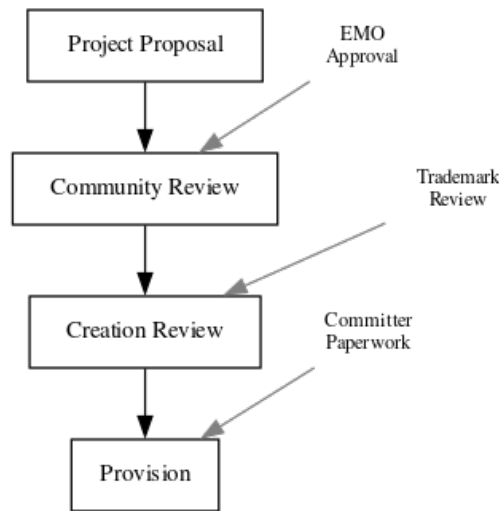 Project Proposal
EMO
Approval
Community Review
Trademark
Review
Creation Review
Committer
Paperwork
Provision